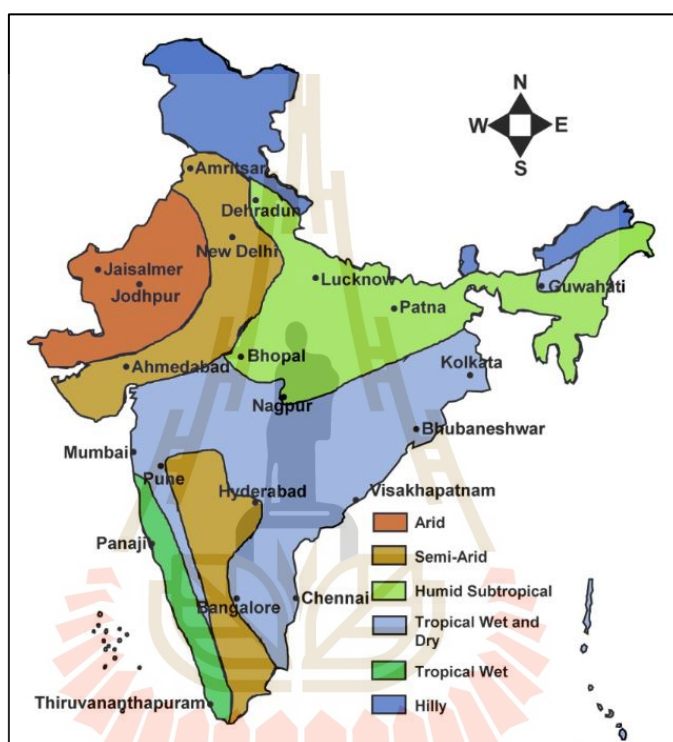 N
W E
S
Amritsar
Dehradun
New Delhi
Jaisalmer
Jodhpur
Lucknow
Patna
Guwahati
Ahmedabad
Bhopal
Kolkata
Nagpur
Bhubaneshwar
Mumbai
Pune
Hyderabad
Visakhapatnam
Panaji
Bangalore
Chennai
Thiruvananthapuram
Arid
Semi-Arid
Humid Subtropical
Tropical Wet and
Dry
Tropical Wet
Hilly